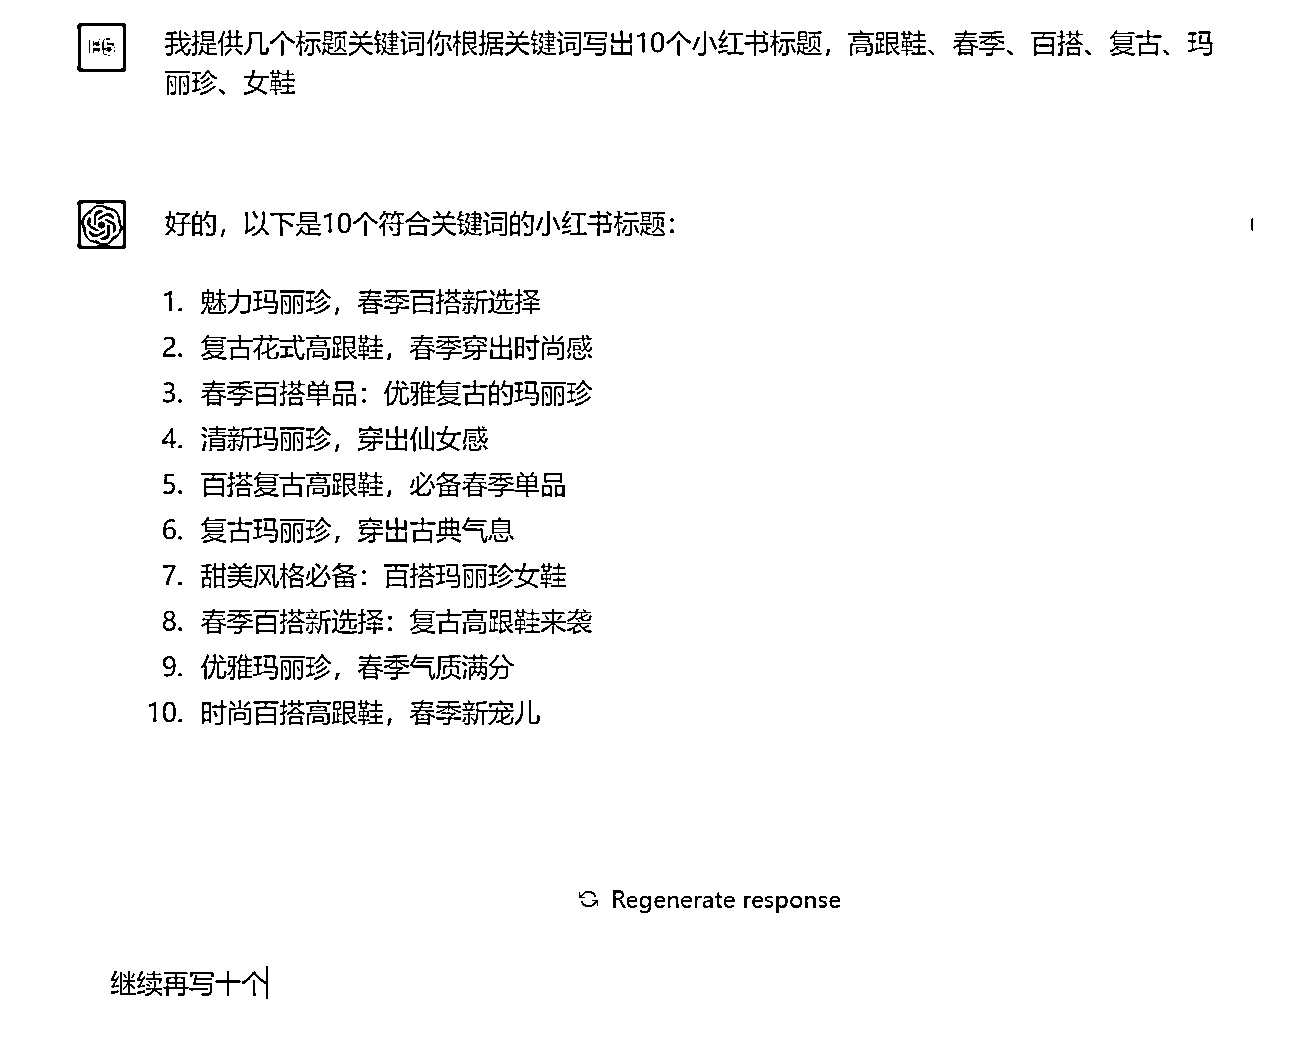 我提供几个标题关键词你根据关键词写出10个小红书标题，高跟鞋、春季、百搭、复古、玛
丽珍、女鞋
好的，以下是10个符合关键词的小红书标题：
1. 魅力玛丽珍，春季百搭新选择
2. 复古花式高跟鞋，春季穿出时尚感
3. 春季百搭单品：优雅复古的玛丽珍
4. 清新玛丽珍，穿出仙女感
5. 百搭复古高跟鞋，必备春季单品
6. 复古玛丽珍，穿出古典气息
7. 甜美风格必备：百搭玛丽珍女鞋
8. 春季百搭新选择：复古高跟鞋来袭
9. 优雅玛丽珍，春季气质满分
10. 时尚百搭高跟鞋，春季新宠儿
Regenerate response
继续再写十个